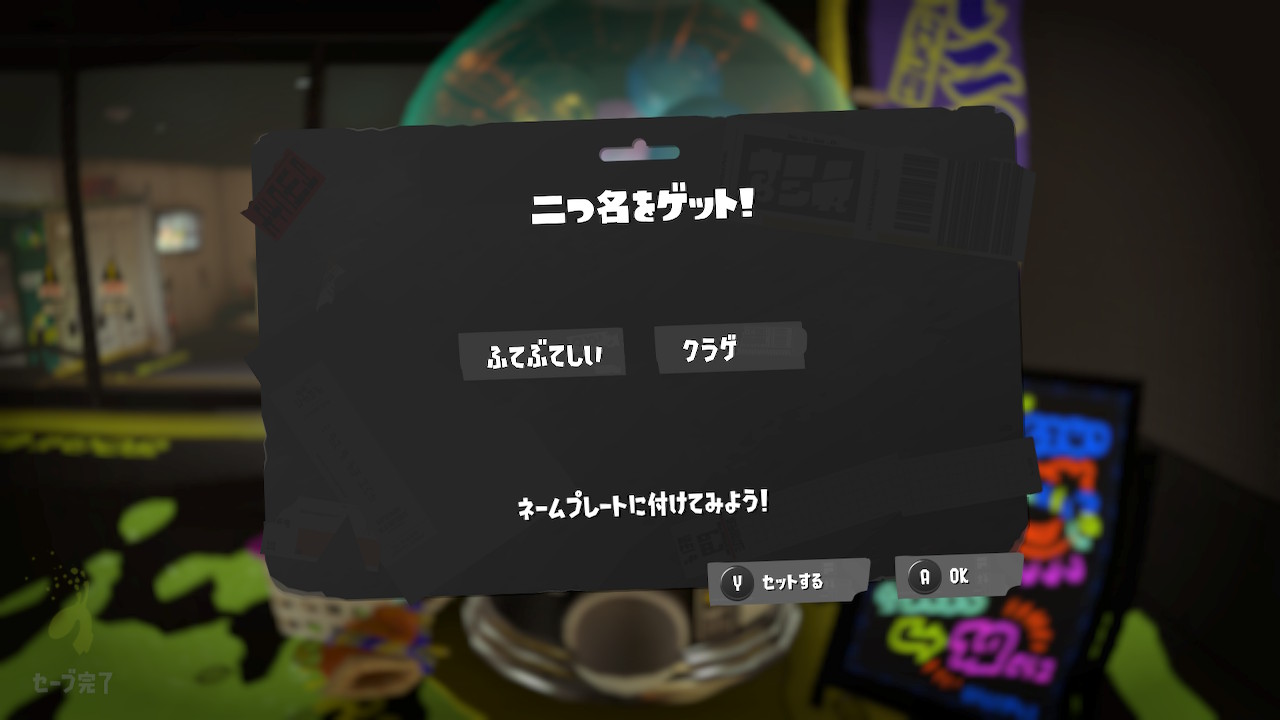 二つ名をゲット!
ふてぶてしい
クラゲ
ネームプレートに付けてみよう!
Y セットする
A OK
セーブ完了